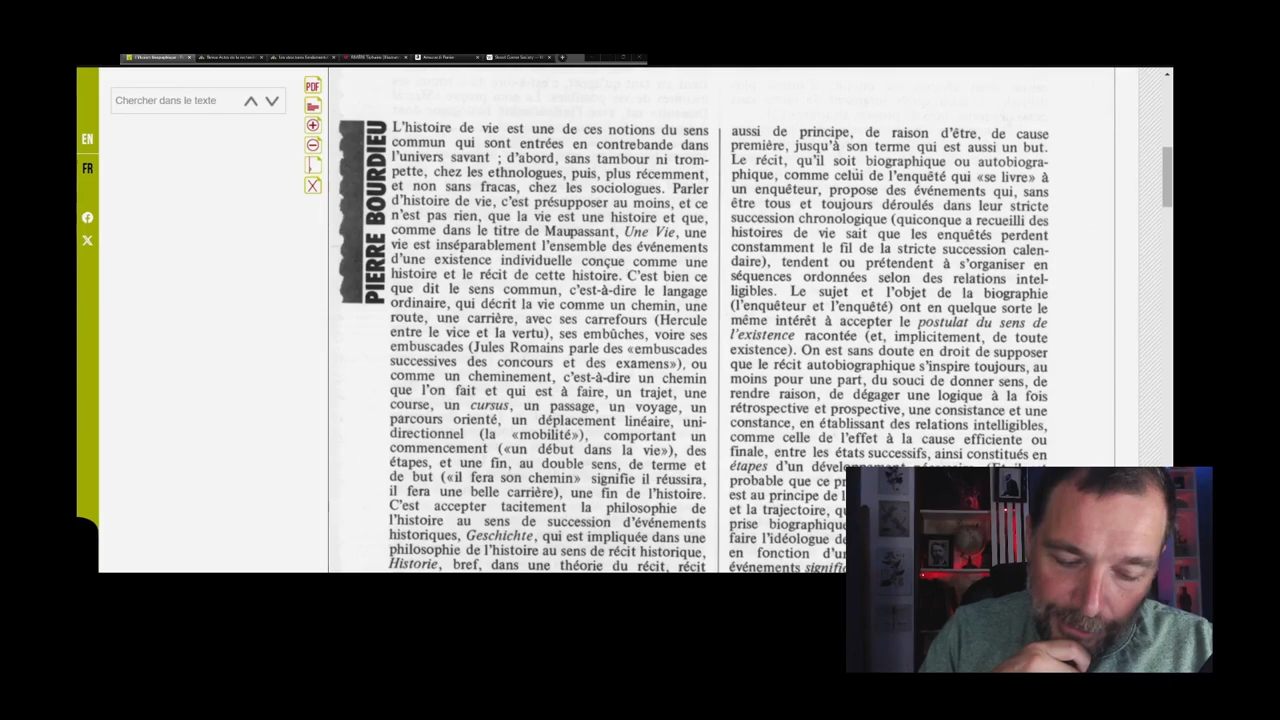 Chercher dans le texte
PDF
EN
FR
PIERRE BOURDIEU
L'histoire de vie est une de ces notions du sens
commun qui sont entrées en contrebande dans
l'univers savant ; d'abord, sans tambour ni trom-
pette, chez les ethnologues, puis, plus récemment,
et non sans fracas, chez les sociologues. Parler
d'histoire de vie, c'est présupposer au moins, et ce
n'est pas rien, que la vie est une histoire et que,
comme dans le titre de Maupassant, Une Vie, une
vie est inséparablement l'ensemble des événements
d'une existence individuelle conçue comme une
histoire et le récit de cette histoire. C'est bien ce
que dit le sens commun, c'est-à-dire le langage
ordinaire, qui décrit la vie comme un chemin, une
route, une carrière, avec ses carrefours (Hercule
entre le vice et la vertu), ses embûches, voire ses
embuscades (Jules Romains parle des «embuscades
successives des concours et des examens»), ou
comme un cheminement, c'est-à-dire un chemin
que l'on fait et qui est à faire, un trajet, une
course, un cursus, un passage, un voyage, un
parcours orienté, un déplacement linéaire, uni-
directionnel (la «mobilité»), comportant un
commencement («un début dans la vie»), des
étapes, et une fin, au double sens, de terme et
de but («il fera son chemin» signifie il réussira,
il fera une belle carrière), une fin de l'histoire.
C'est accepter tacitement la philosophie de
l'histoire au sens de succession d'événements
historiques, Geschichte, qui est impliquée dans une
philosophie de l'histoire au sens de récit historique,
Historie, bref, dans une théorie du récit, récit
aussi de principe, de raison d'être, de cause
première, jusqu'à son terme qui est aussi un but.
Le récit, qu'il soit biographique ou autobiogra-
phique, comme celui de l'enquêté qui «se livre» à
un enquêteur, propose des événements qui, sans
être tous et toujours déroulés dans leur stricte
succession chronologique (quiconque a recueilli des
histoires de vie sait que les enquêtés perdent
constamment le fil de la stricte succession calen-
daire), tendent ou prétendent à s'organiser en
séquences ordonnées selon des relations intel-
ligibles. Le sujet et l'objet de la biographie
(l'enquêteur et l'enquêté) ont en quelque sorte le
même intérêt à accepter le postulat du sens de
l'existence racontée (et, implicitement, de toute
existence). On est sans doute en droit de supposer
que le récit autobiographique s'inspire toujours, au
moins pour une part, du souci de donner sens, de
rendre raison, de dégager une logique à la fois
rétrospective et prospective, une consistance et une
constance, en établissant des relations intelligibles,
comme celle de l'effet à la cause efficiente ou
finale, entre les états successifs, ainsi constitués en
étapes d'un développement nécessaire. (Et il est
probable que ce pr
est au principe de l
et la trajectoire, qu
prise biographique
faire l'idéologue de
en fonction d'un
événements signific